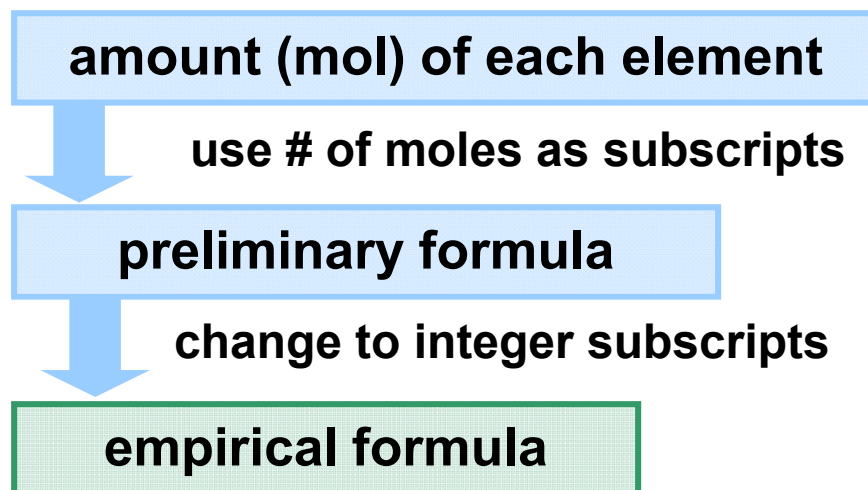 amount (mol) of each element
use # of moles as subscripts
preliminary formula
change to integer subscripts
empirical formula